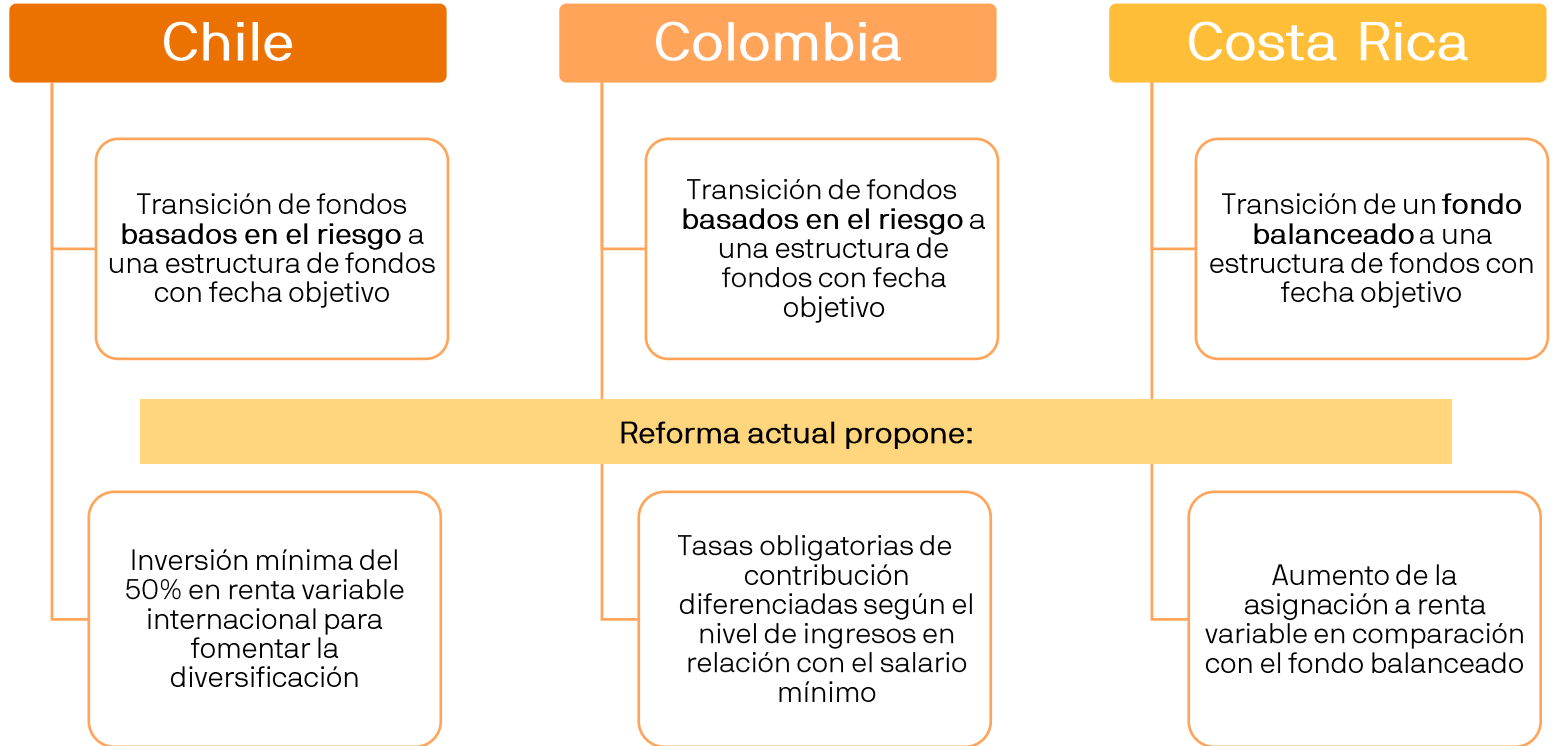 Chile
Colombia
Costa Rica
Transición de fondos
basados en el riesgo a
una estructura de fondos
con fecha objetivo
Transición de fondos
basados en el riesgo a
una estructura de
fondos con fecha
objetivo
Transición de un fondo
balanceado a una
estructura de fondos con
fecha objetivo
Reforma actual propone:
Inversión mínima del
50% en renta variable
internacional para
fomentar la
diversificación
Tasas obligatorias de
contribución
diferenciadas según el
nivel de ingresos en
relación con el salario
mínimo
Aumento de la
asignación a renta
variable en comparación
con el fondo balanceado